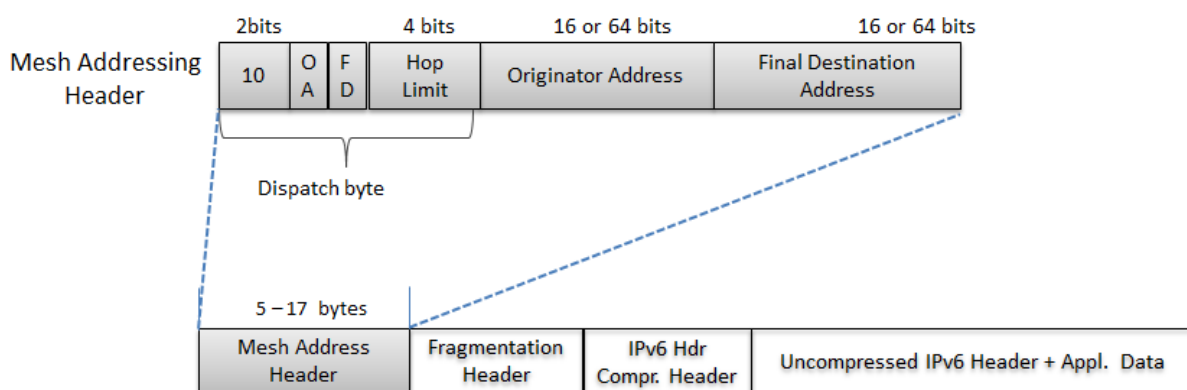 2bits
4 bits
16 or 64 bits
16 or 64 bits
Mesh Addressing
Header
10
O
A
F
D
Hop
Limit
Originator Address
Final Destination
Address
Dispatch byte
5 – 17 bytes
Mesh Address
Header
Fragmentation
Header
IPv6 Hdr
Compr. Header
Uncompressed IPv6 Header + Appl. Data